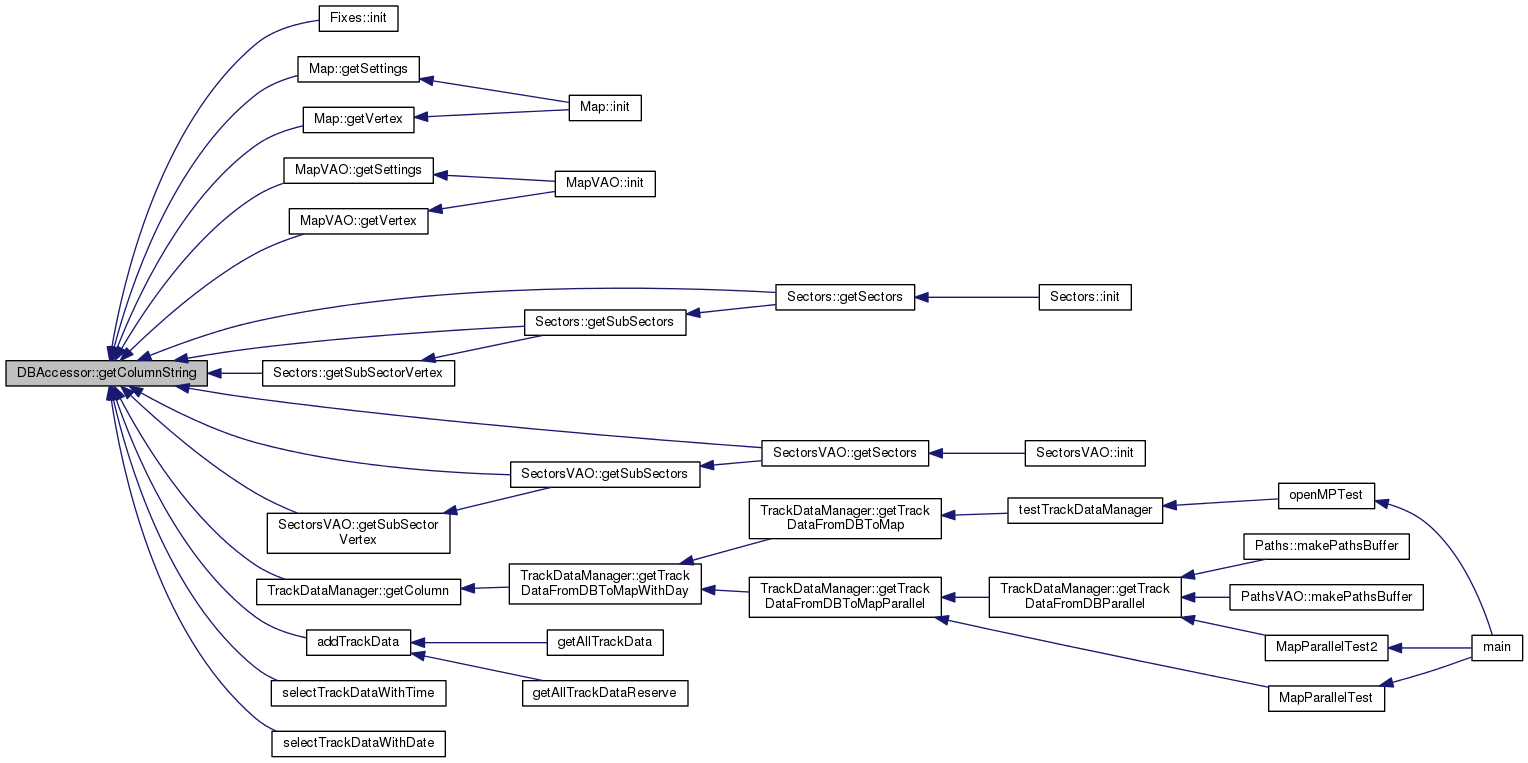 Fixes::init
Map::getSettings
Map::init
Map::getVertex
MapVAO::getSettings
MapVAO::init
MapVAO::getVertex
Sectors::getSectors
Sectors::init
Sectors::getSubSectors
DBAccessor::getColumnString
Sectors::getSubSectorVertex
SectorsVAO::getSectors
SectorsVAO::init
SectorsVAO::getSubSectors
SectorsVAO::getSubSector
Vertex
TrackDataManager::getTrack
DataFromDBToMap
testTrackDataManager
openMPTest
Paths::makePathsBuffer
TrackDataManager::getColumn
TrackDataManager::getTrack
DataFromDBToMapWithDay
TrackDataManager::getTrack
DataFromDBToMapParallel
TrackDataManager::getTrack
DataFromDBParallel
PathsVAO::makePathsBuffer
addTrackData
getAllTrackData
MapParallelTest2
main
selectTrackDataWithTime
getAllTrackDataReserve
MapParallelTest
selectTrackDataWithDate